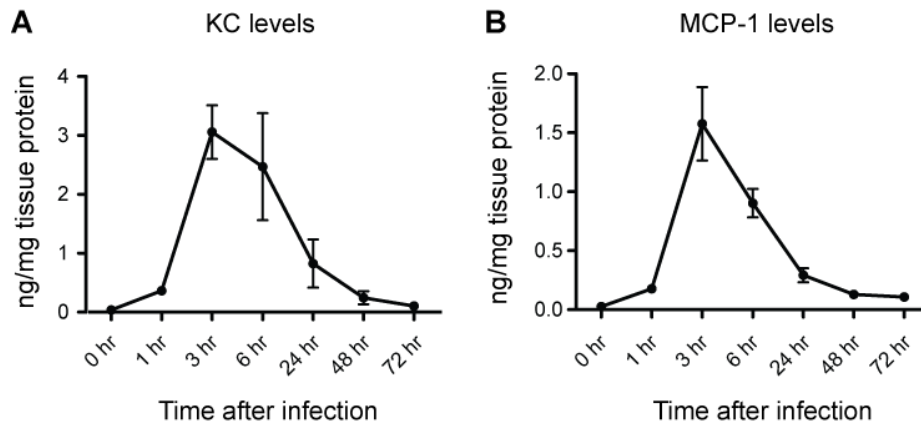 A
KC levels
ng/mg tissue protein
4
3
2
1
0
0 hr
1 hr
3 hr
6 hr
24 hr
48 hr
72 hr
Time after infection
B
MCP-1 levels
ng/mg tissue protein
2.0
1.5
1.0
0.5
0.0
0 hr
1 hr
3 hr
6 hr
24 hr
48 hr
72 hr
Time after infection